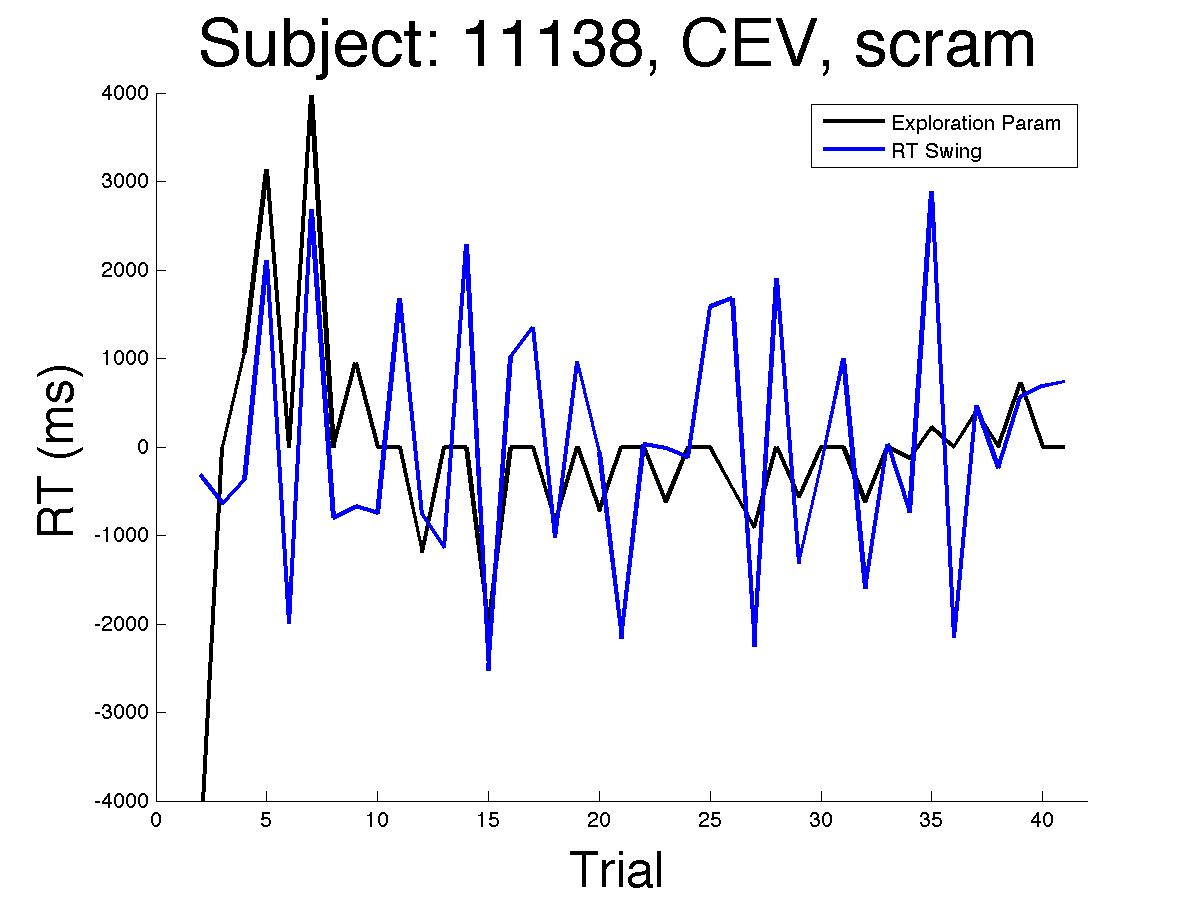 Subject: 11138, CEV, scram
Exploration Param
RT Swing
4000
3000
2000
1000
0
-1000
-2000
-3000
-4000
RT (ms)
0 5 10 15 20 25 30 35 40
Trial